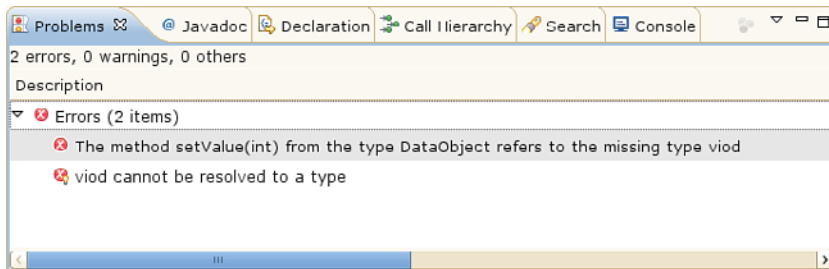 Problems Javadoc Declaration Call Hierarchy Search Console
2 errors, 0 warnings, 0 others
Description
Errors (2 items)
The method setValue(int) from the type DataObject refers to the missing type viod
viod cannot be resolved to a type